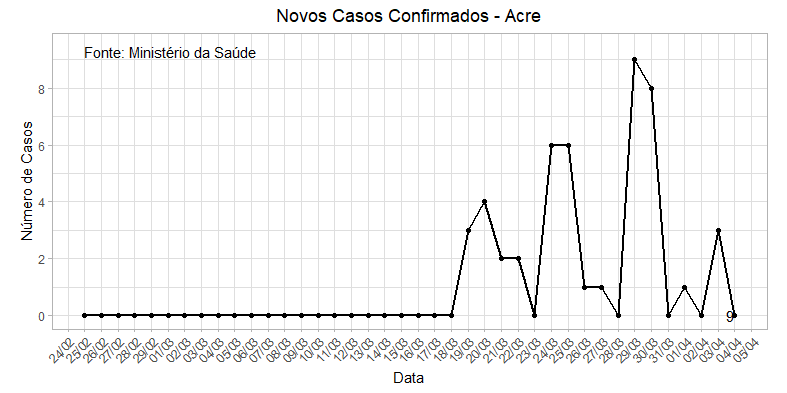 Novos Casos Confirmados - Acre
Fonte: Ministério da Saúde
Número de Casos
8
6
4
2
0
9
24/02 25/02 26/02 27/02 28/02 29/02 01/03 02/03 03/03 04/03 05/03 06/03 07/03 08/03 09/03 10/03 11/03 12/03 13/03 14/03 15/03 16/03 17/03 18/03 19/03 20/03 21/03 22/03 23/03 24/03 25/03 26/03 27/03 28/03 29/03 30/03 31/03 01/04 02/04 03/04 04/04 05/04
Data